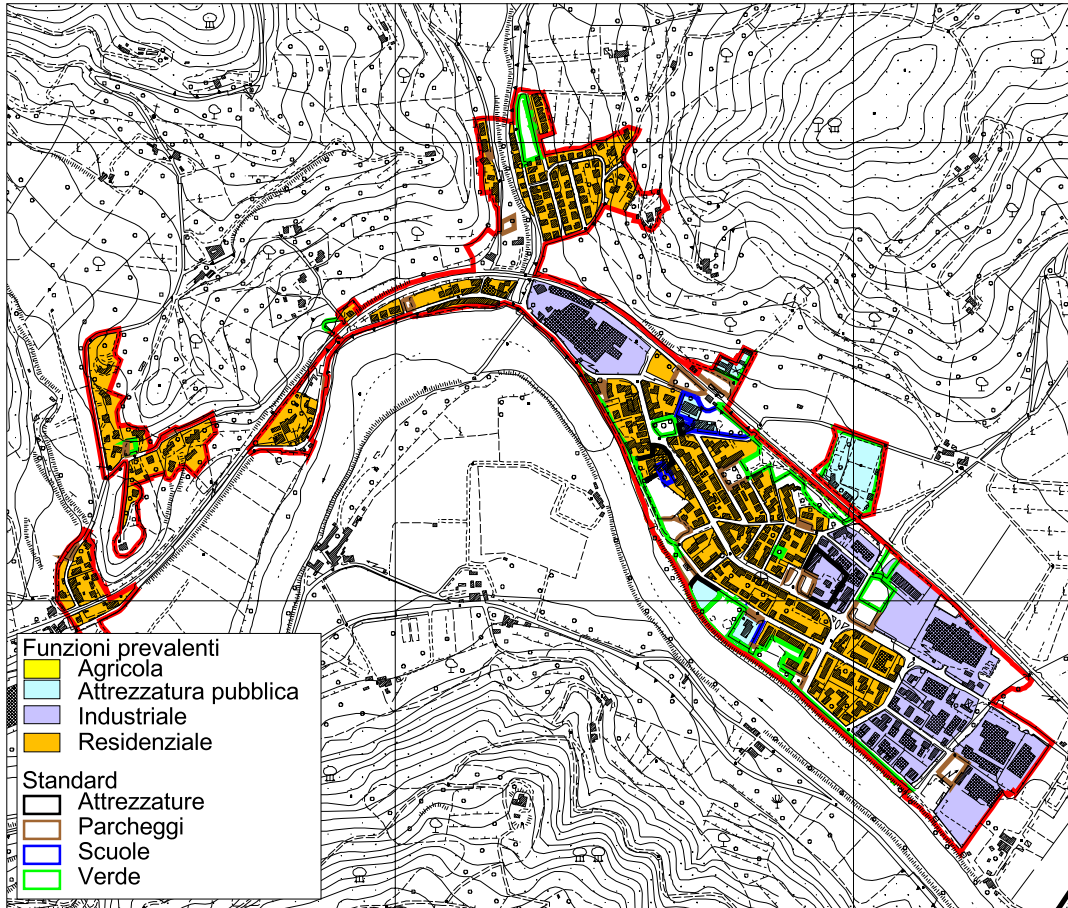 Funzioni prevalenti
Agricola
Attrezzatura pubblica
Industriale
Residenziale
Standard
Attrezzature
Parcheggi
Scuole
Verde